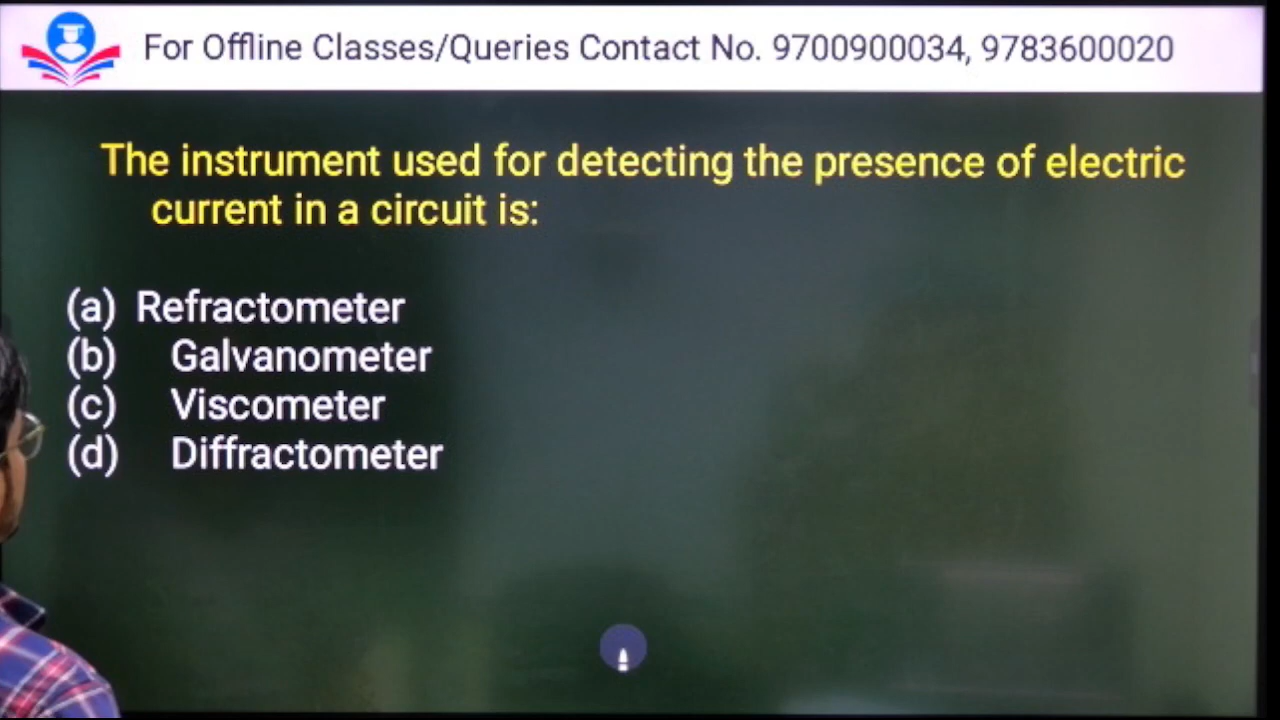 For Offline Classes/Queries Contact No. 9700900034, 9783600020
The instrument used for detecting the presence of electric
current in a circuit is:
(a) Refractometer
(b) Galvanometer
(c) Viscometer
(d) Diffractometer